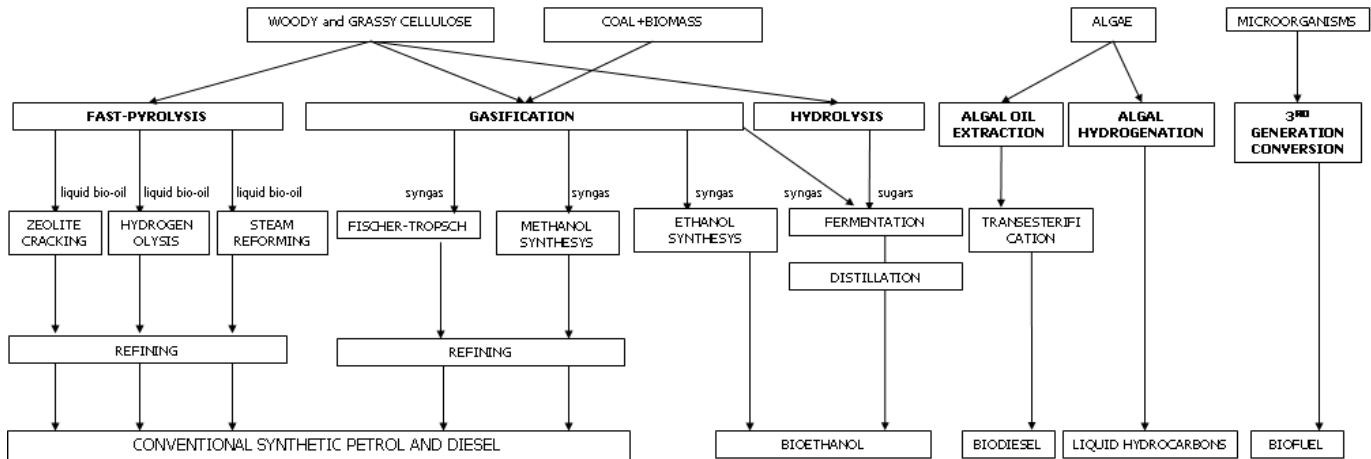 WOODY and GRASSY CELLULOSE
COAL+BIOMASS
ALGAE
MICROORGANISMS
FAST-PYROLYSIS
GASIFICATION
HYDROLYSIS
ALGAL OIL
EXTRACTION
ALGAL
HYDROGENATION
3RD
GENERATION
CONVERSION
liquid bio-oil
liquid bio-oil
liquid bio-oil
syngas
syngas
syngas
syngas
sugars
ZEOLITE
CRACKING
HYDROGEN
OLYSIS
STEAM
REFORMING
FISCHER-TROPSCH
METHANOL
SYNTHESYS
ETHANOL
SYNTHESYS
FERMENTATION
TRANSESTERIFI
CATION
DISTILLATION
REFINING
REFINING
CONVENTIONAL SYNTHETIC PETROL AND DIESEL
BIOETHANOL
BIODIESEL
LIQUID HYDROCARBONS
BIOFUEL